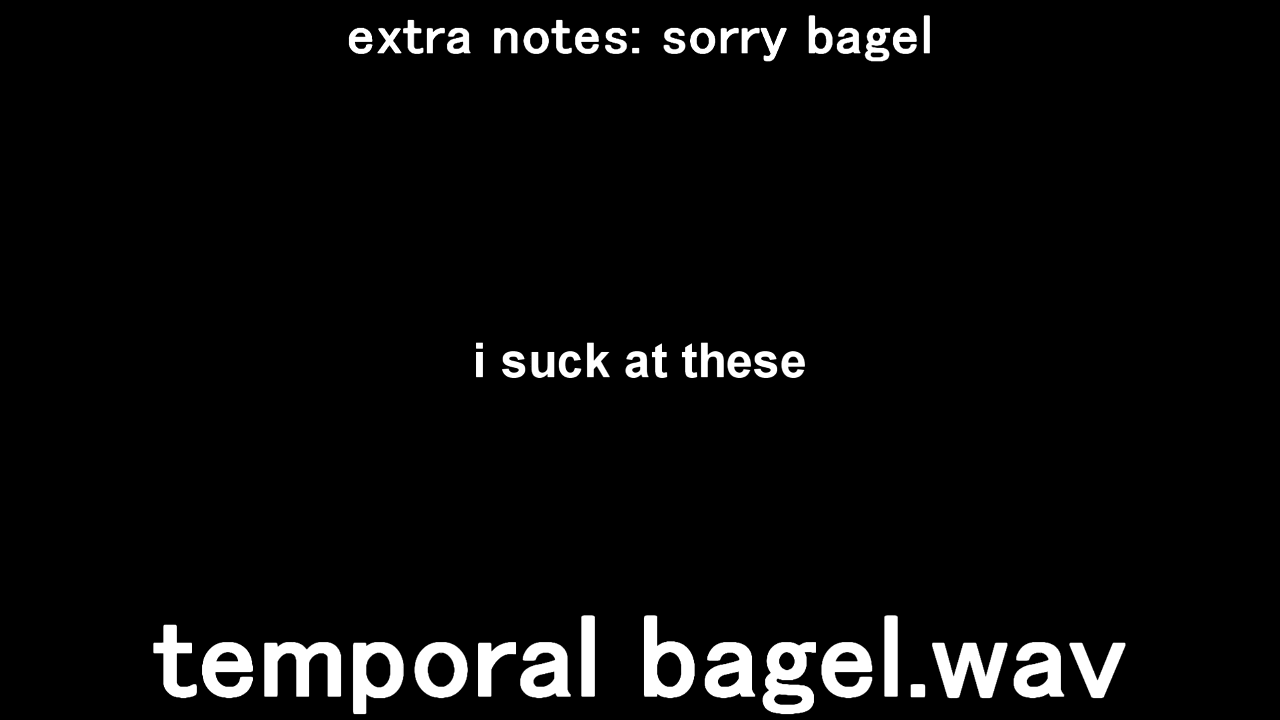 extra notes: sorry bagel
i suck at these
temporal bagel.wav